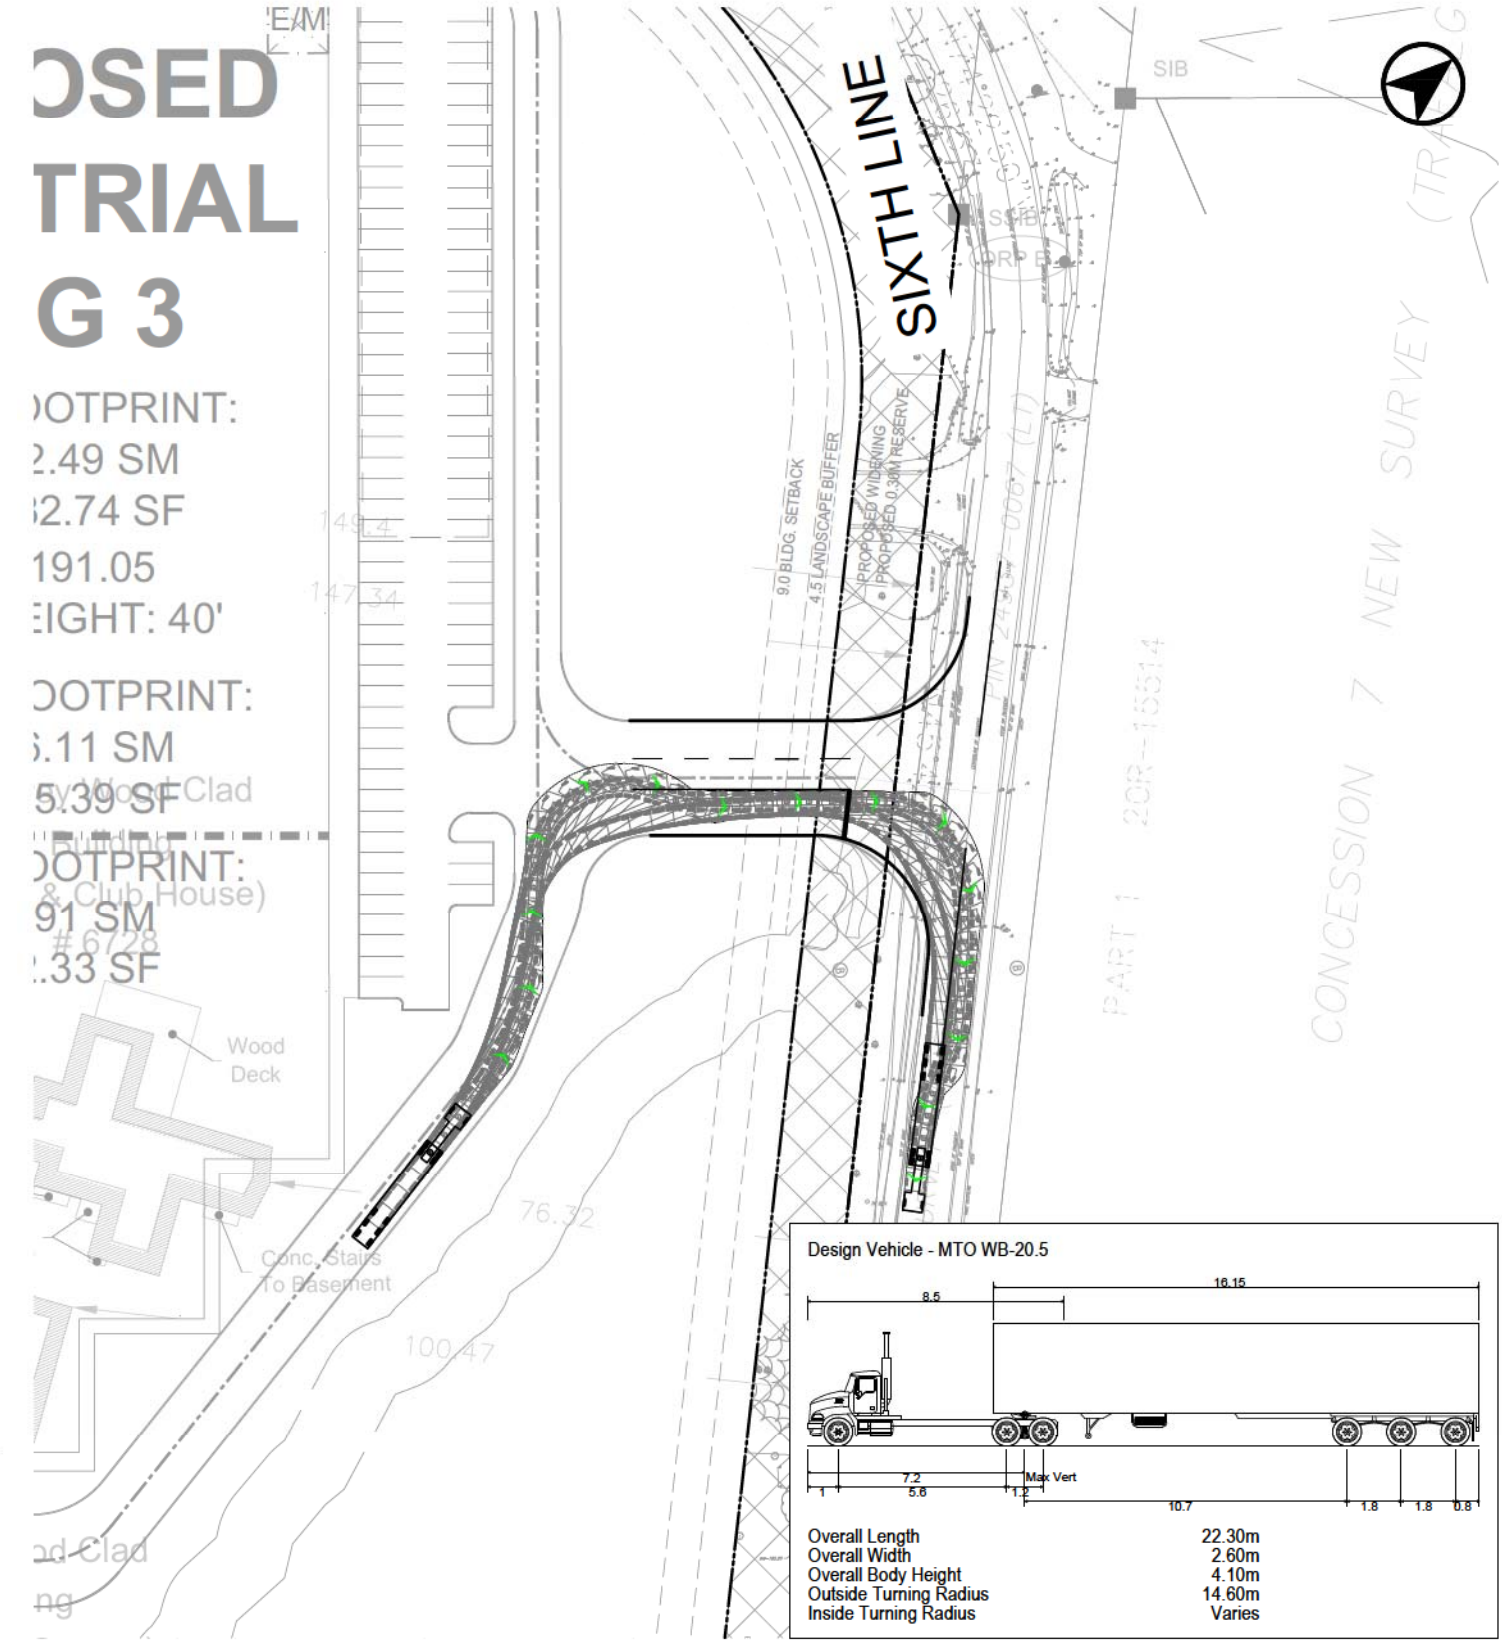 E/M
OSED
TRIAL
G 3
OOTPRINT:
2.49 SM
32.74 SF
191.05
EIGHT: 40'
OOTPRINT:
6.11 SM
5.39 SF
Wood Clad
Building
OOTPRINT:
& Club House)
91 SM
# 6728
2.33 SF
149.4
147.34
SIXTH LINE
SIB
SSIB
ORP B
9.0 BLDG. SETBACK
4.5 LANDSCAPE BUFFER
PROPOSED WIDENING
PROPOSED 0.30M RESERVE
20R-15514
PART 1
CONCESSION 7 NEW SURVEY
B
B
Wood
Deck
Conc. Stairs
To Basement
76.32
100.47
od Clad
ng
Design Vehicle - MTO WB-20.5
16.15
8.5
7.2
Max Vert
1
5.6
1.2
10.7
1.8
1.8
0.8
Overall Length 22.30m
Overall Width 2.60m
Overall Body Height 4.10m
Outside Turning Radius 14.60m
Inside Turning Radius Varies